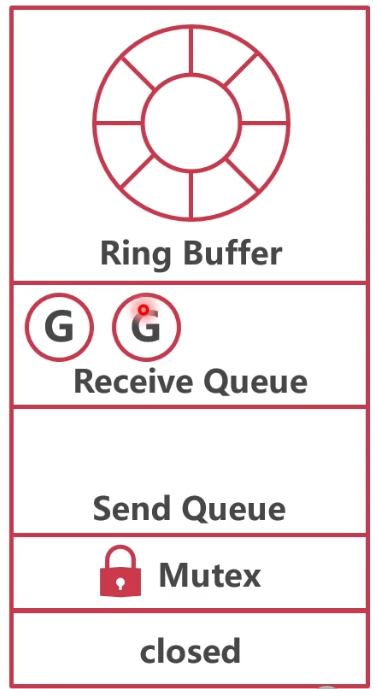 Ring Buffer
G G
Receive Queue
Send Queue
Mutex
closed